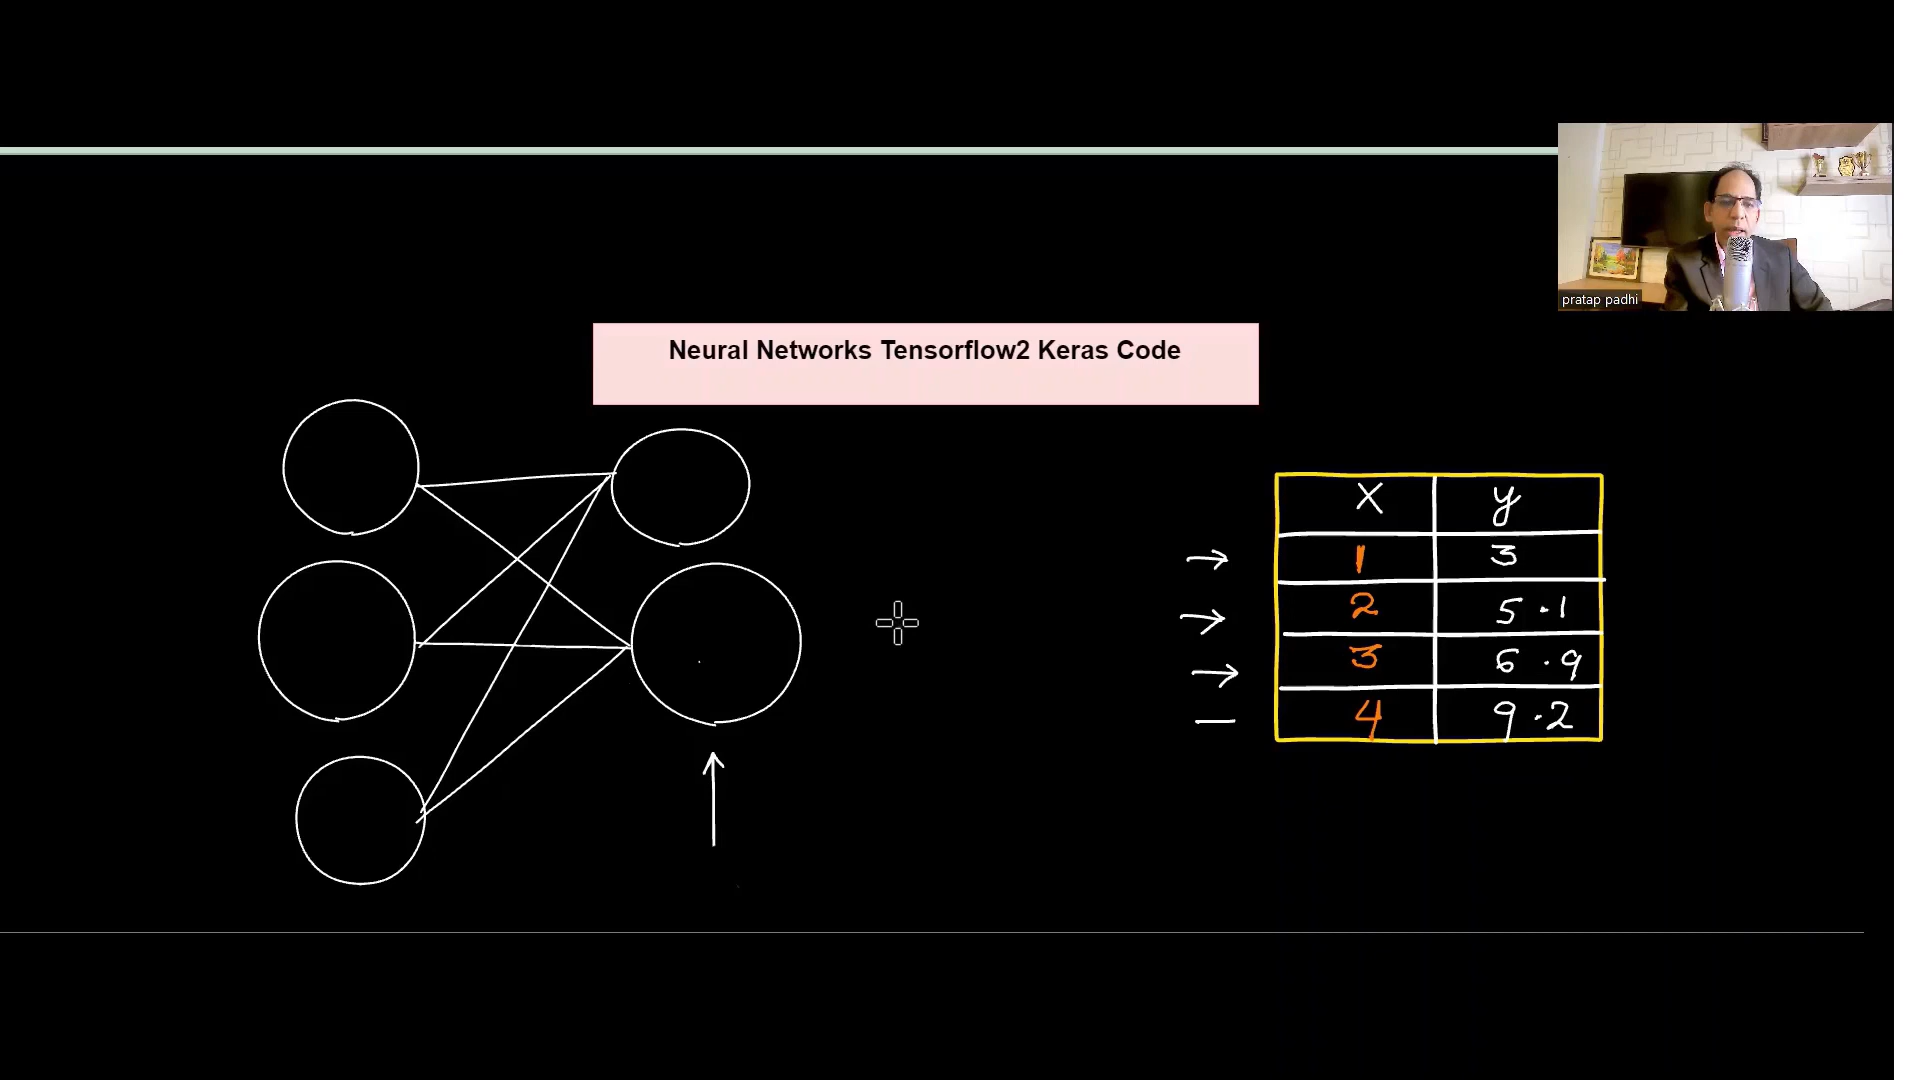 pratap padhi
Neural Networks Tensorflow2 Keras Code
X y
1 3
2 5.1
3 6.9
4 9.2